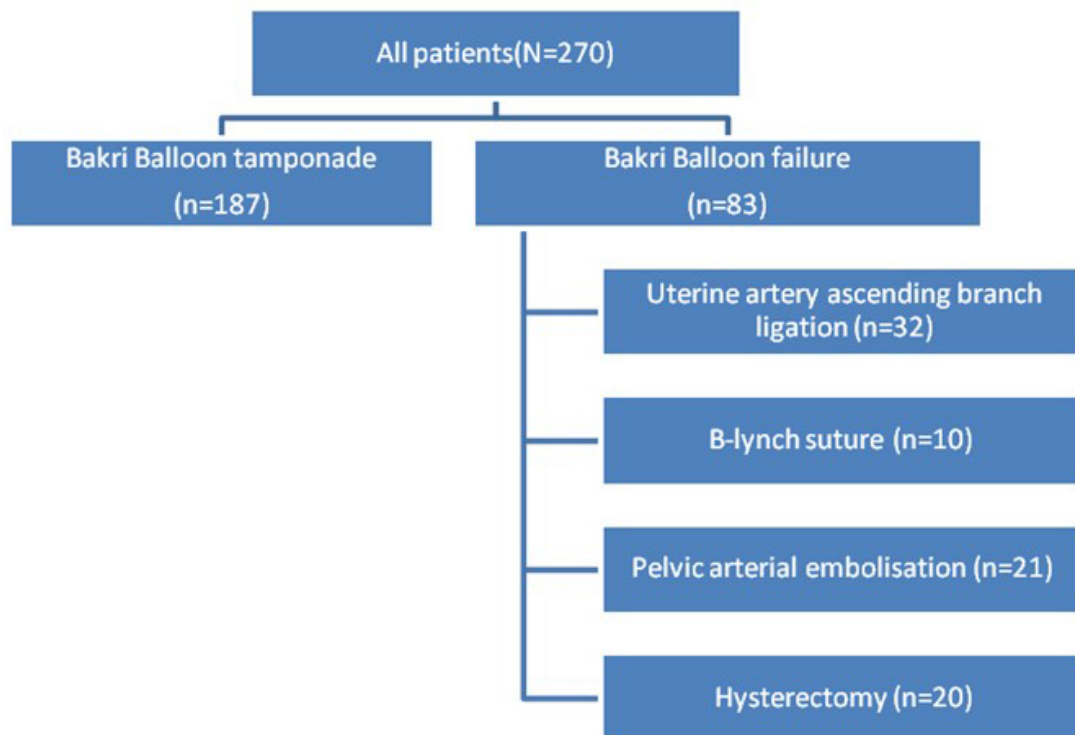 All patients(N=270)
Bakri Balloon tamponade
(n=187)
Bakri Balloon failure
(n=83)
Uterine artery ascending branch
ligation (n=32)
B-lynch suture (n=10)
Pelvic arterial embolisation (n=21)
Hysterectomy (n=20)